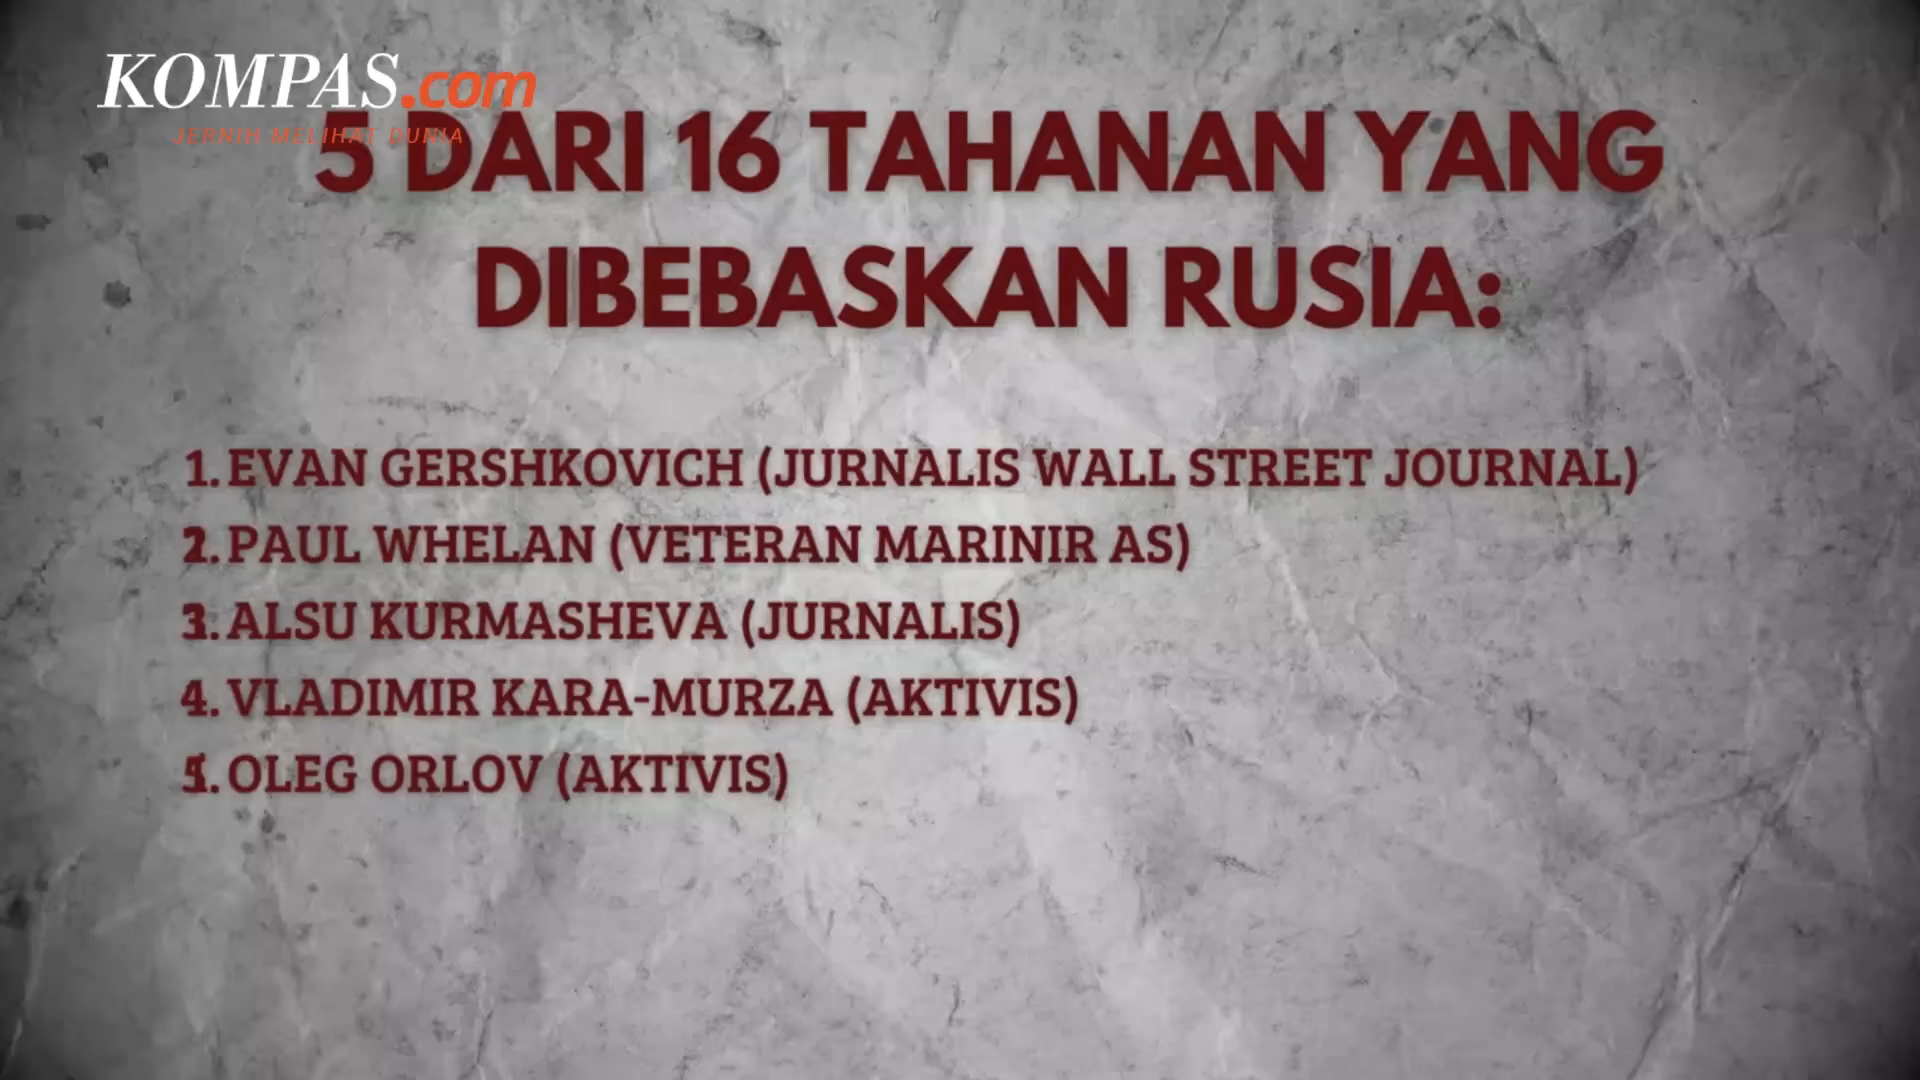 KOMPAS.com
JERNIH MELIHAT DUNIA
5 DARI 16 TAHANAN YANG
DIBEBASKAN RUSIA:
1. EVAN GERSHKOVICH (JURNALIS WALL STREET JOURNAL)
2. PAUL WHELAN (VETERAN MARINIR AS)
3. ALSU KURMASHEVA (JURNALIS)
4. VLADIMIR KARA-MURZA (AKTIVIS)
5. OLEG ORLOV (AKTIVIS)